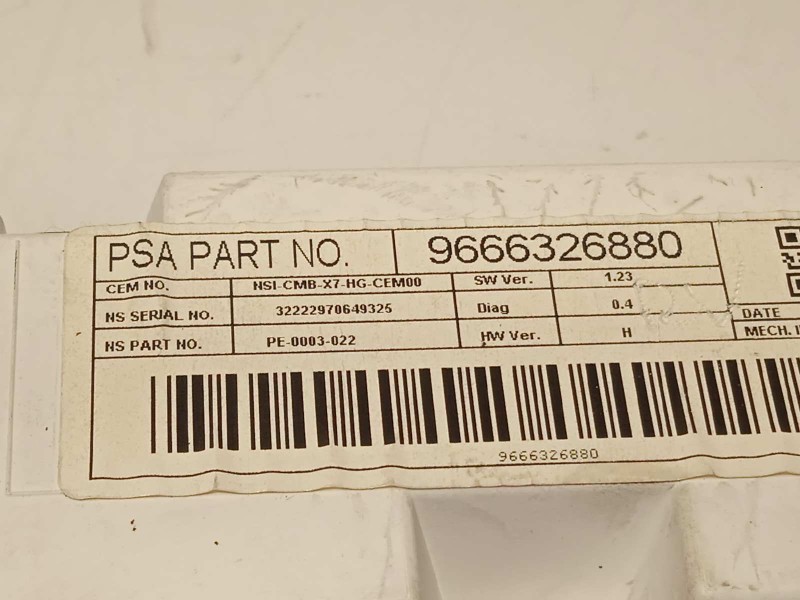 PSA PART NO. 9666326880
CEM NO. NSI-CMB-X7-HG-CEM00 SW Ver. 1.23
NS SERIAL NO. 32222970649325 Diag 0.4
DATE
NS PART NO. PE-0003-022 HW Ver. H
MECH.
9666326880